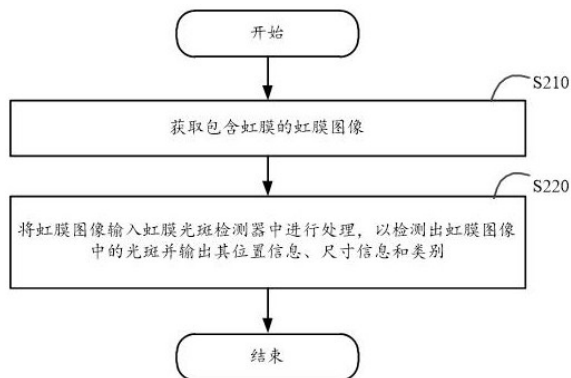 开始
S210
获取包含虹膜的虹膜图像
S220
将虹膜图像输入虹膜光斑检测器中进行处理，以检测出虹膜图像
中的光斑并输出其位置信息、尺寸信息和类别
结束